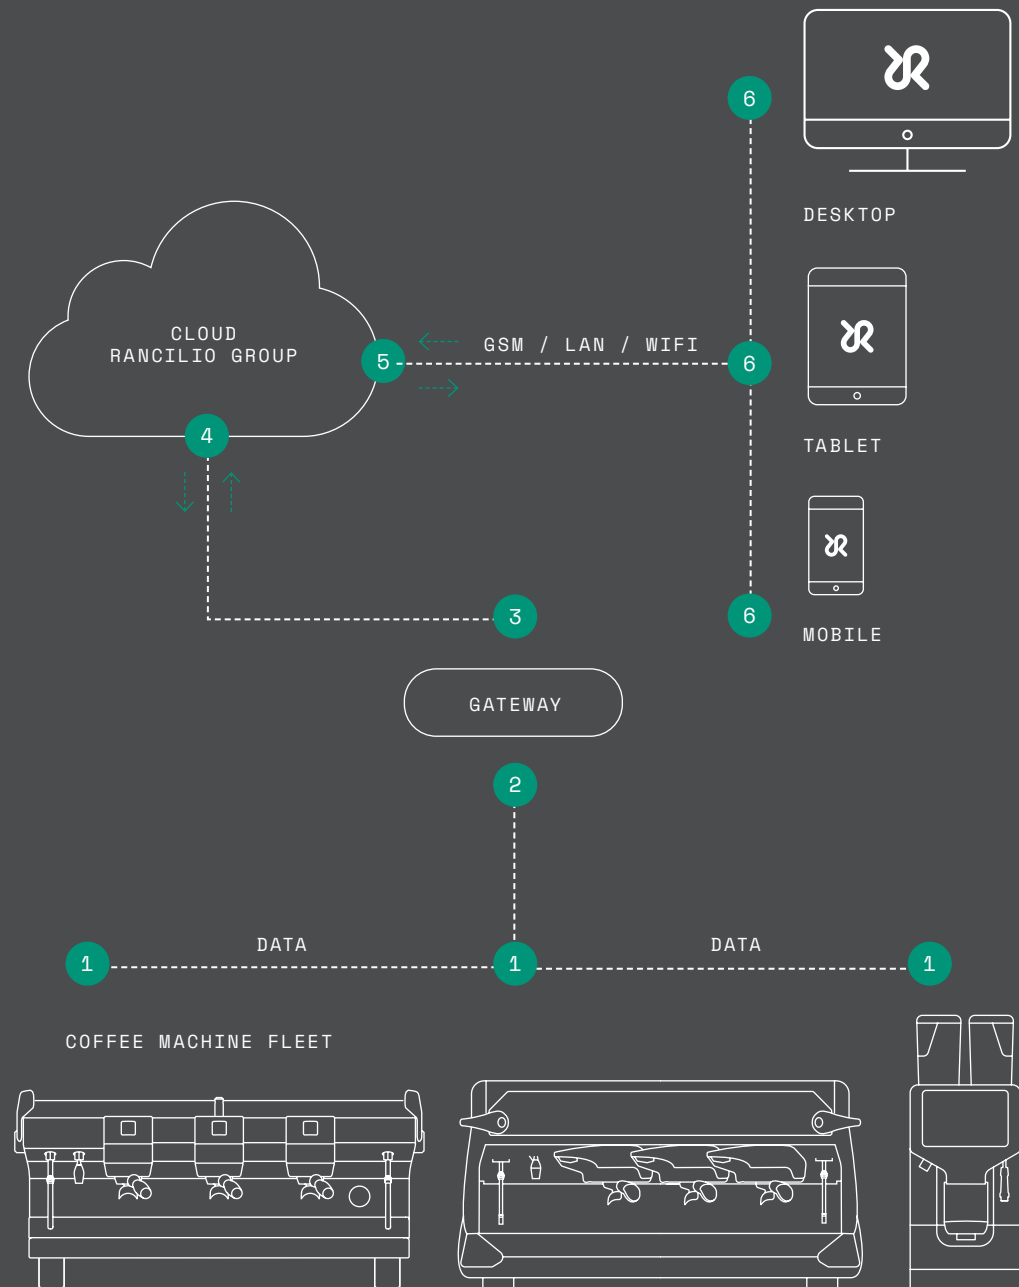 6
DESKTOP
CLOUD
RANCILIO GROUP
5
GSM / LAN / WIFI
6
4
TABLET
3
6
MOBILE
GATEWAY
2
DATA
DATA
1
1
1
COFFEE MACHINE FLEET